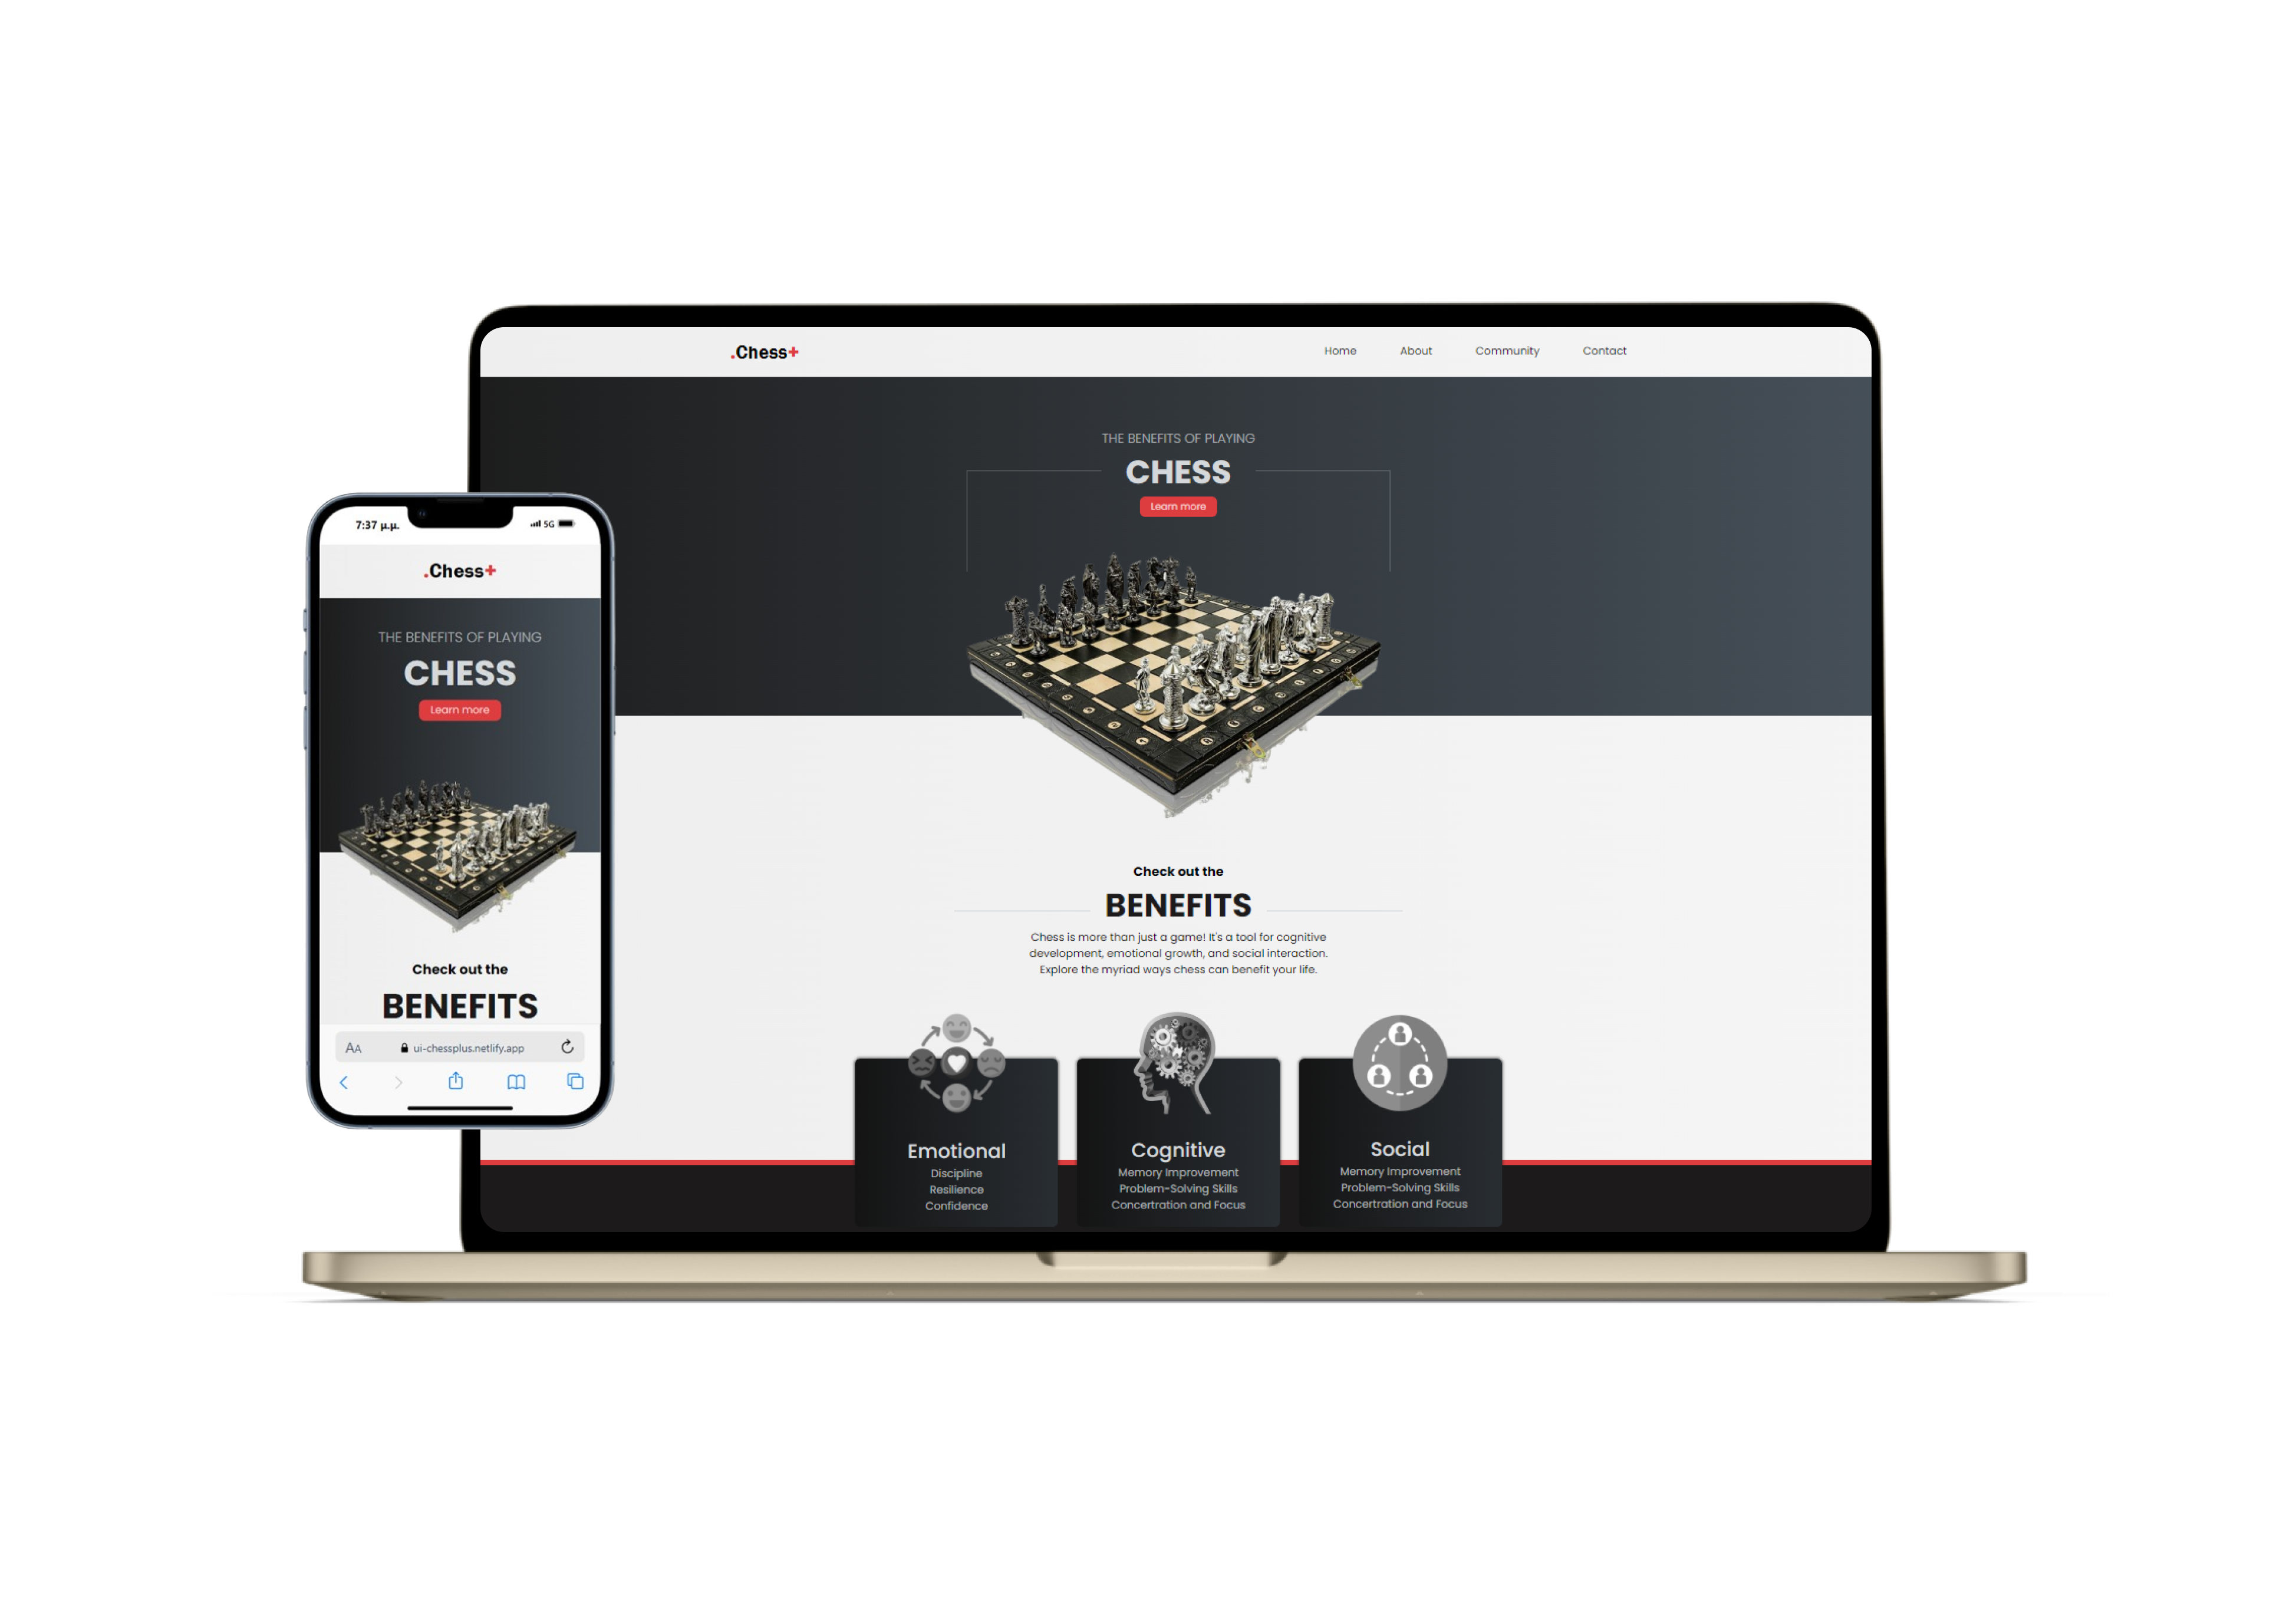 .Chess+
Home About Community Contact
THE BENEFITS OF PLAYING
CHESS
Learn more
Check out the
BENEFITS
Chess is more than just a game! It's a tool for cognitive
development, emotional growth, and social interaction.
Explore the myriad ways chess can benefit your life.
Emotional
Discipline
Resilience
Confidence
Cognitive
Memory Improvement
Problem-Solving Skills
Concertration and Focus
Social
Memory Improvement
Problem-Solving Skills
Concertration and Focus
7:37 μ.μ.
5G
.Chess+
THE BENEFITS OF PLAYING
CHESS
Learn more
Check out the
BENEFITS
AA ui-chessplus.netlify.app